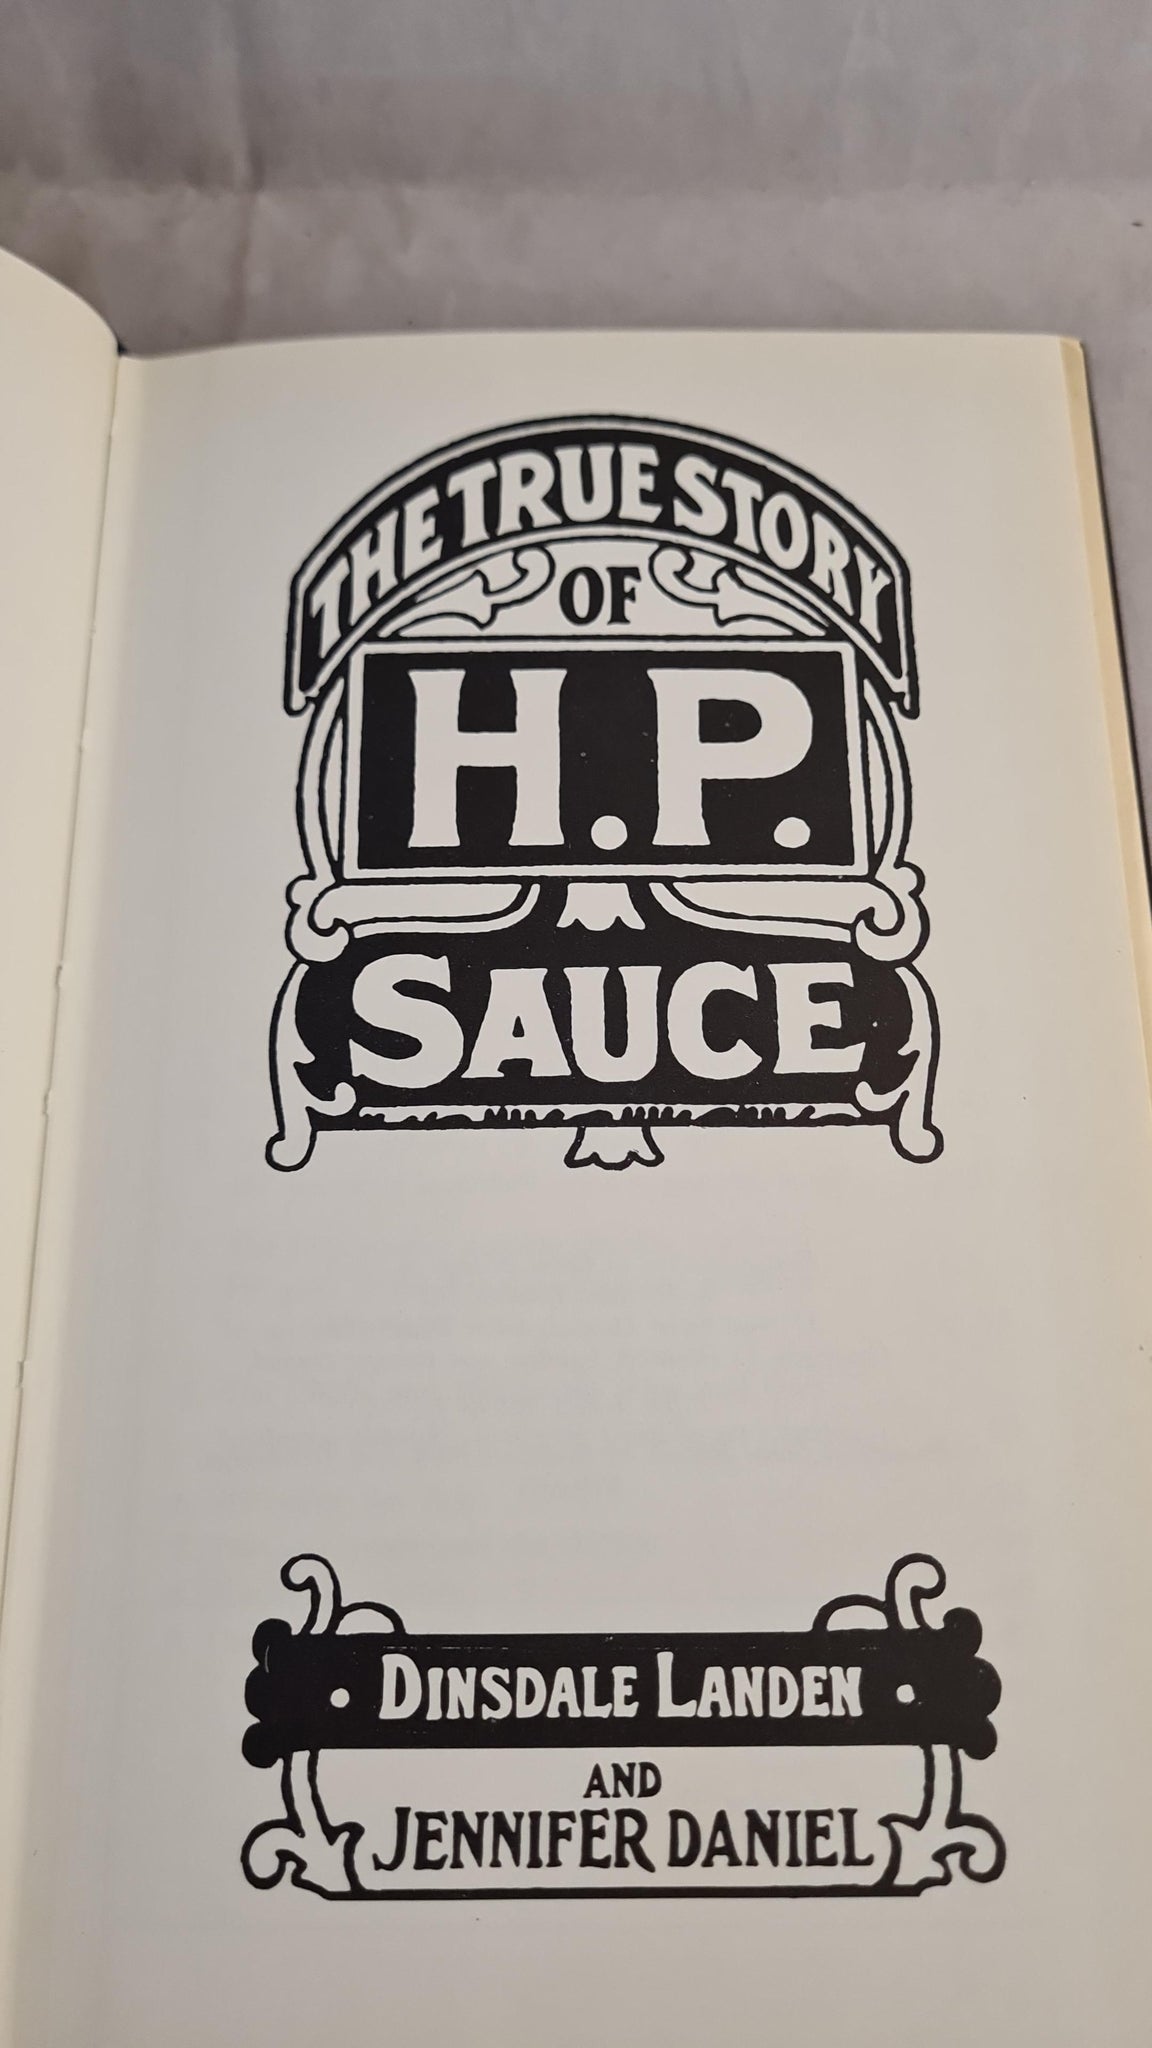 THE TRUE STORY
OF
H.P.
SAUCE
DINSDALE LANDEN
AND
JENNIFER DANIEL